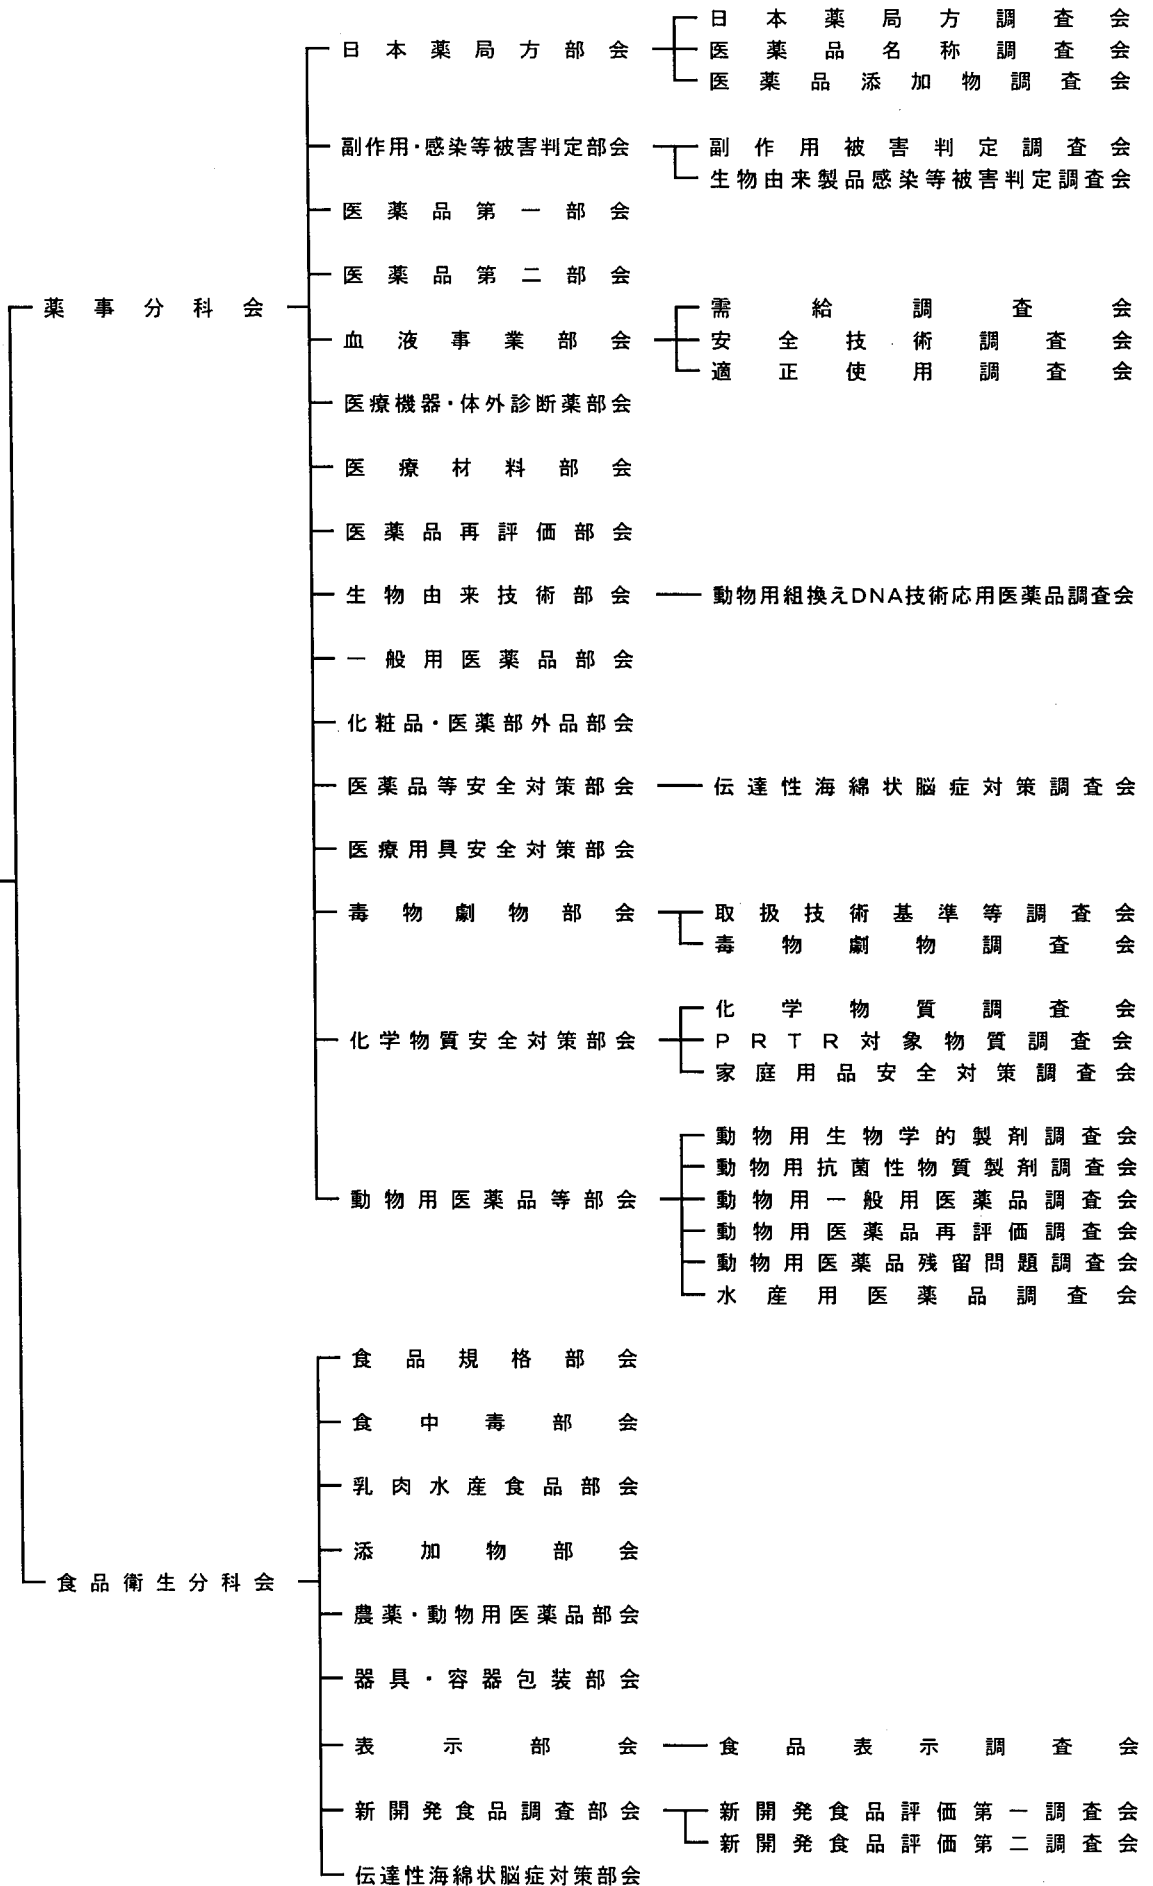 薬事分科会
日本薬局方部会
日本薬局方調査会
医薬品名称調査会
医薬品添加物調査会
副作用・感染等被害判定部会
副作用被害判定調査会
生物由来製品感染等被害判定調査会
医薬品第一部会
医薬品第二部会
血液事業部会
需給調査会
安全技術調査会
適正使用調査会
医療機器・体外診断薬部会
医療材料部会
医薬品再評価部会
生物由来技術部会
動物用組換えDNA技術応用医薬品調査会
一般用医薬品部会
化粧品・医薬部外品部会
医薬品等安全対策部会
伝達性海綿状脳症対策調査会
医療用具安全対策部会
毒物劇物部会
取扱技術基準等調査会
毒物劇物調査会
化学物質安全対策部会
化学物質調査会
PRTR対象物質調査会
家庭用品安全対策調査会
動物用医薬品等部会
動物用生物学的製剤調査会
動物用抗菌性物質製剤調査会
動物用一般用医薬品調査会
動物用医薬品再評価調査会
動物用医薬品残留問題調査会
水産用医薬品調査会
食品衛生分科会
食品規格部会
食中毒部会
乳肉水産食品部会
添加物部会
農薬・動物用医薬品部会
器具・容器包装部会
表示部会
食品表示調査会
新開発食品調査部会
新開発食品評価第一調査会
新開発食品評価第二調査会
伝達性海綿状脳症対策部会